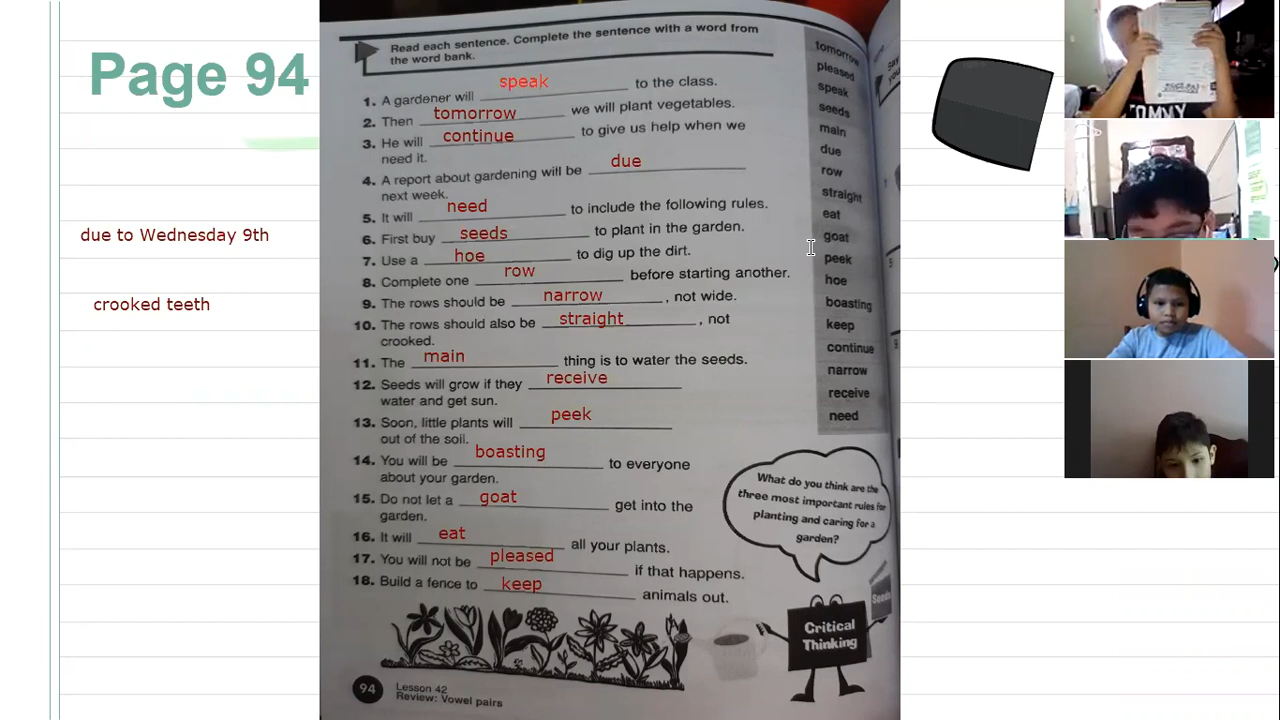 Page 94
due to Wednesday 9th
crooked teeth
Read each sentence. Complete the sentence with a word from
the word bank.
1. A gardener will speak to the class.
2. Then tomorrow we will plant vegetables.
3. He will continue to give us help when we
need it.
4. A report about gardening will be due
next week.
5. It will need to include the following rules.
6. First buy seeds to plant in the garden.
7. Use a hoe to dig up the dirt.
8. Complete one row before starting another.
9. The rows should be narrow, not wide.
10. The rows should also be straight, not
crooked.
11. The main thing is to water the seeds.
12. Seeds will grow if they receive
water and get sun.
13. Soon, little plants will peek
out of the soil.
14. You will be boasting to everyone
about your garden.
15. Do not let a goat get into the
garden.
16. It will eat all your plants.
17. You will not be pleased if that happens.
18. Build a fence to keep animals out.
tomorrow
pleased
speak
seeds
main
due
row
straight
eat
goat
peek
hoe
boasting
keep
continue
narrow
receive
need
What do you think are the
three most important rules for
planting and caring for a
garden?
Seeds
Critical
Thinking
94
Lesson 42
Review: Vowel pairs
TOMMY